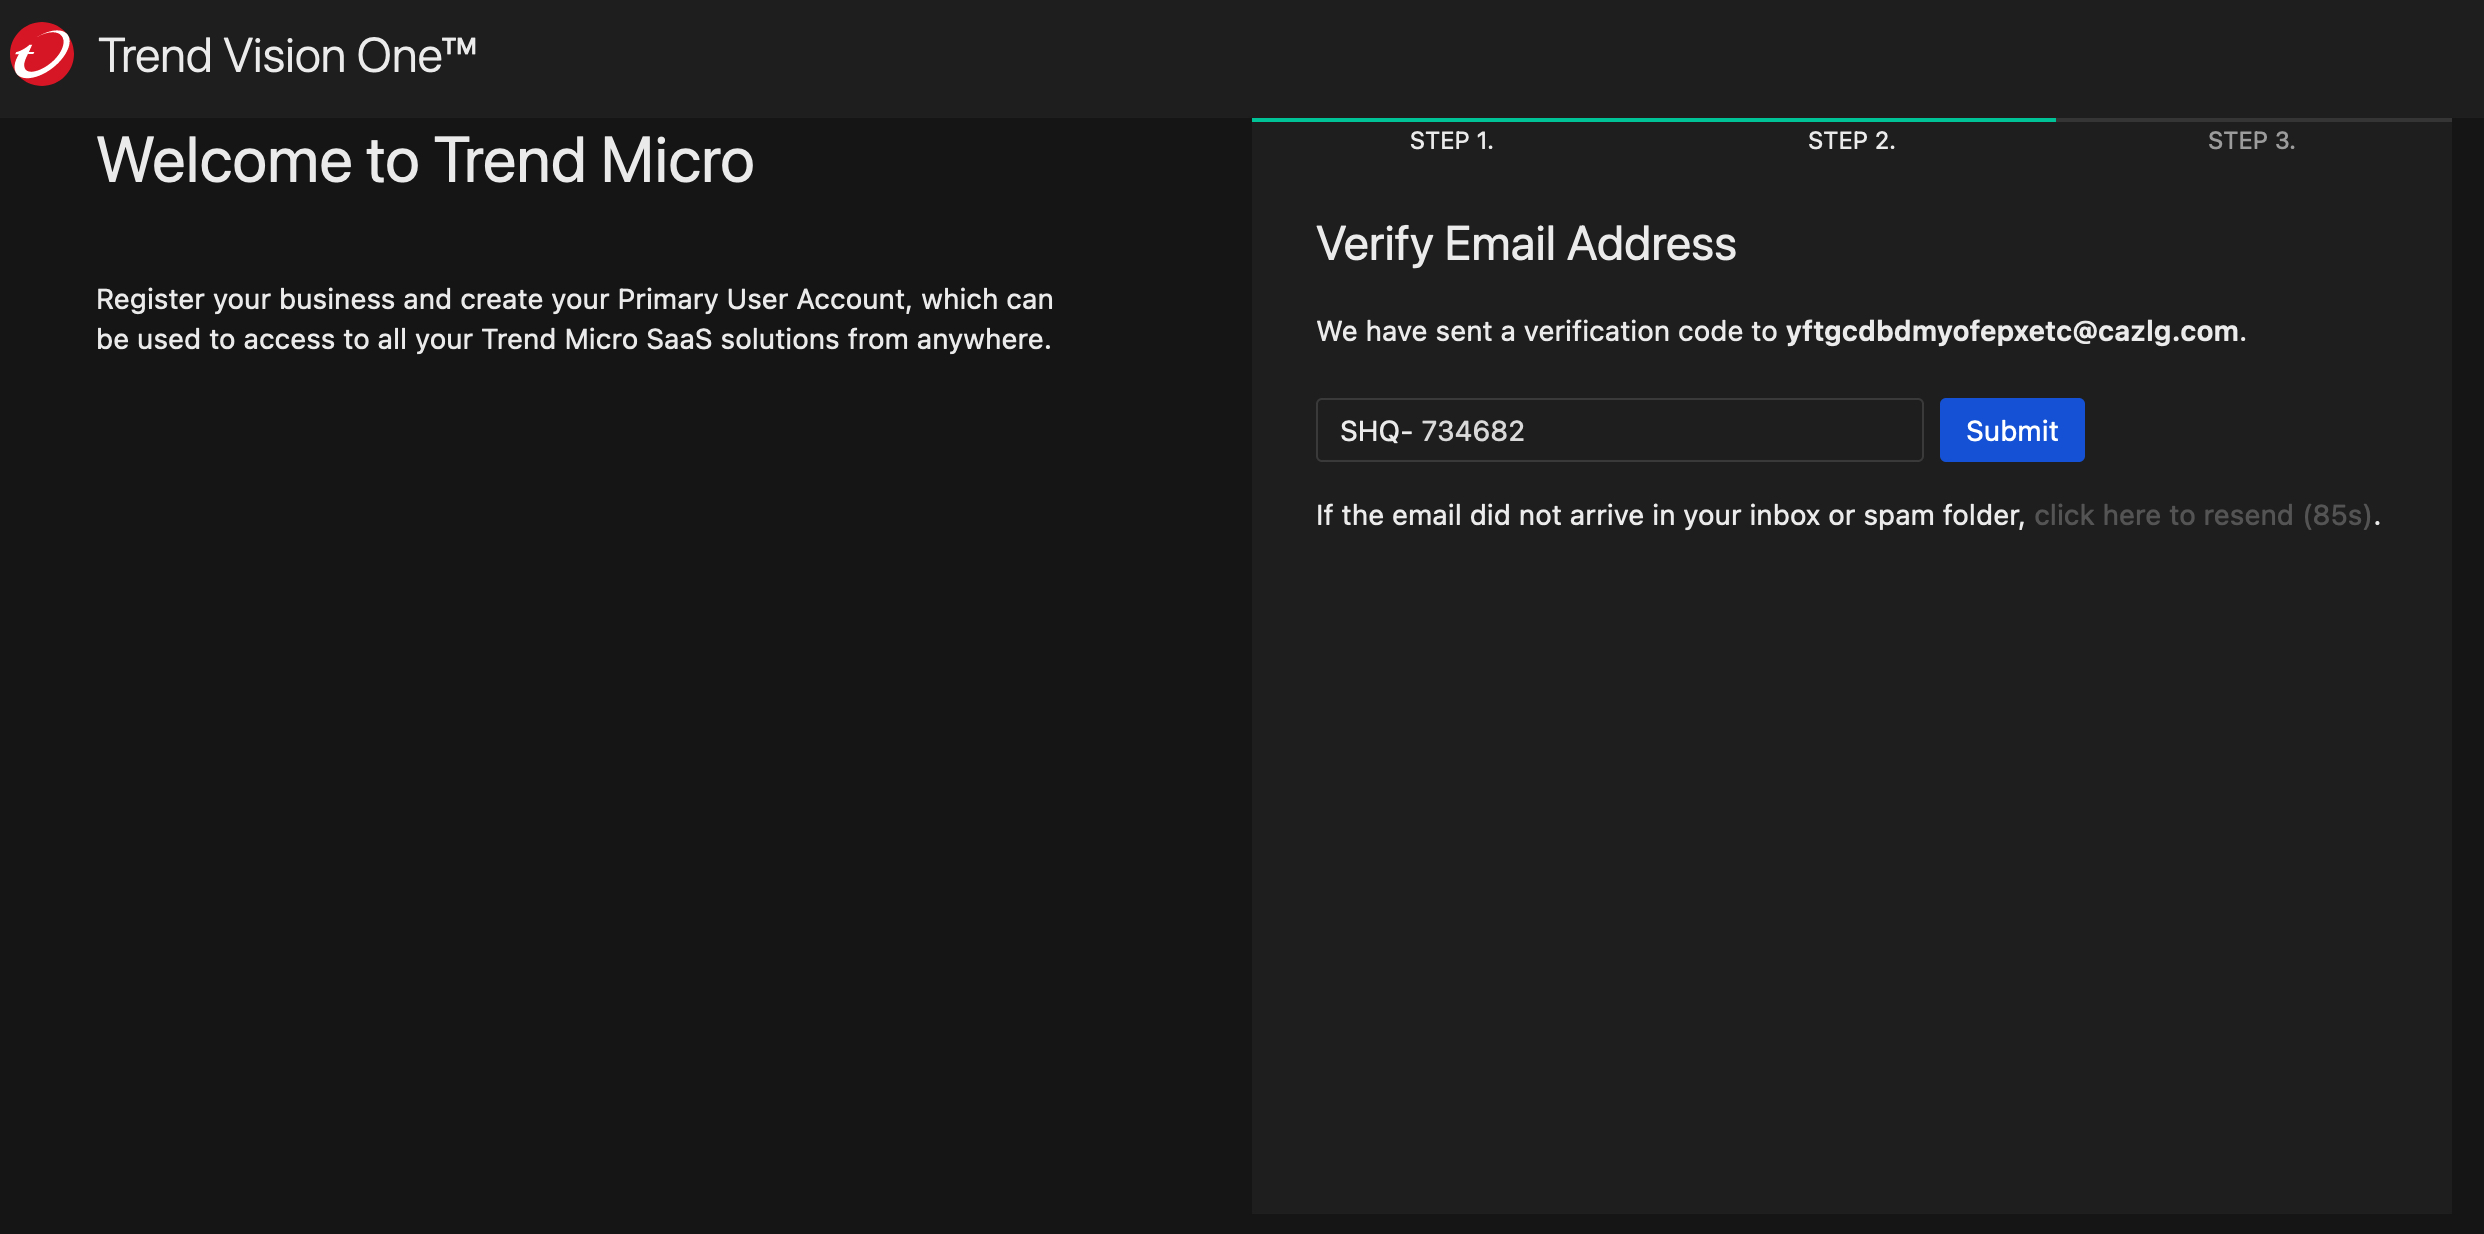 Trend Vision One™
Welcome to Trend Micro
Register your business and create your Primary User Account, which can
be used to access to all your Trend Micro SaaS solutions from anywhere.
STEP 1.
STEP 2.
STEP 3.
Verify Email Address
We have sent a verification code to yftgcdbdmyofepxetc@cazlg.com.
SHQ- 734682
Submit
If the email did not arrive in your inbox or spam folder, click here to resend (85s).